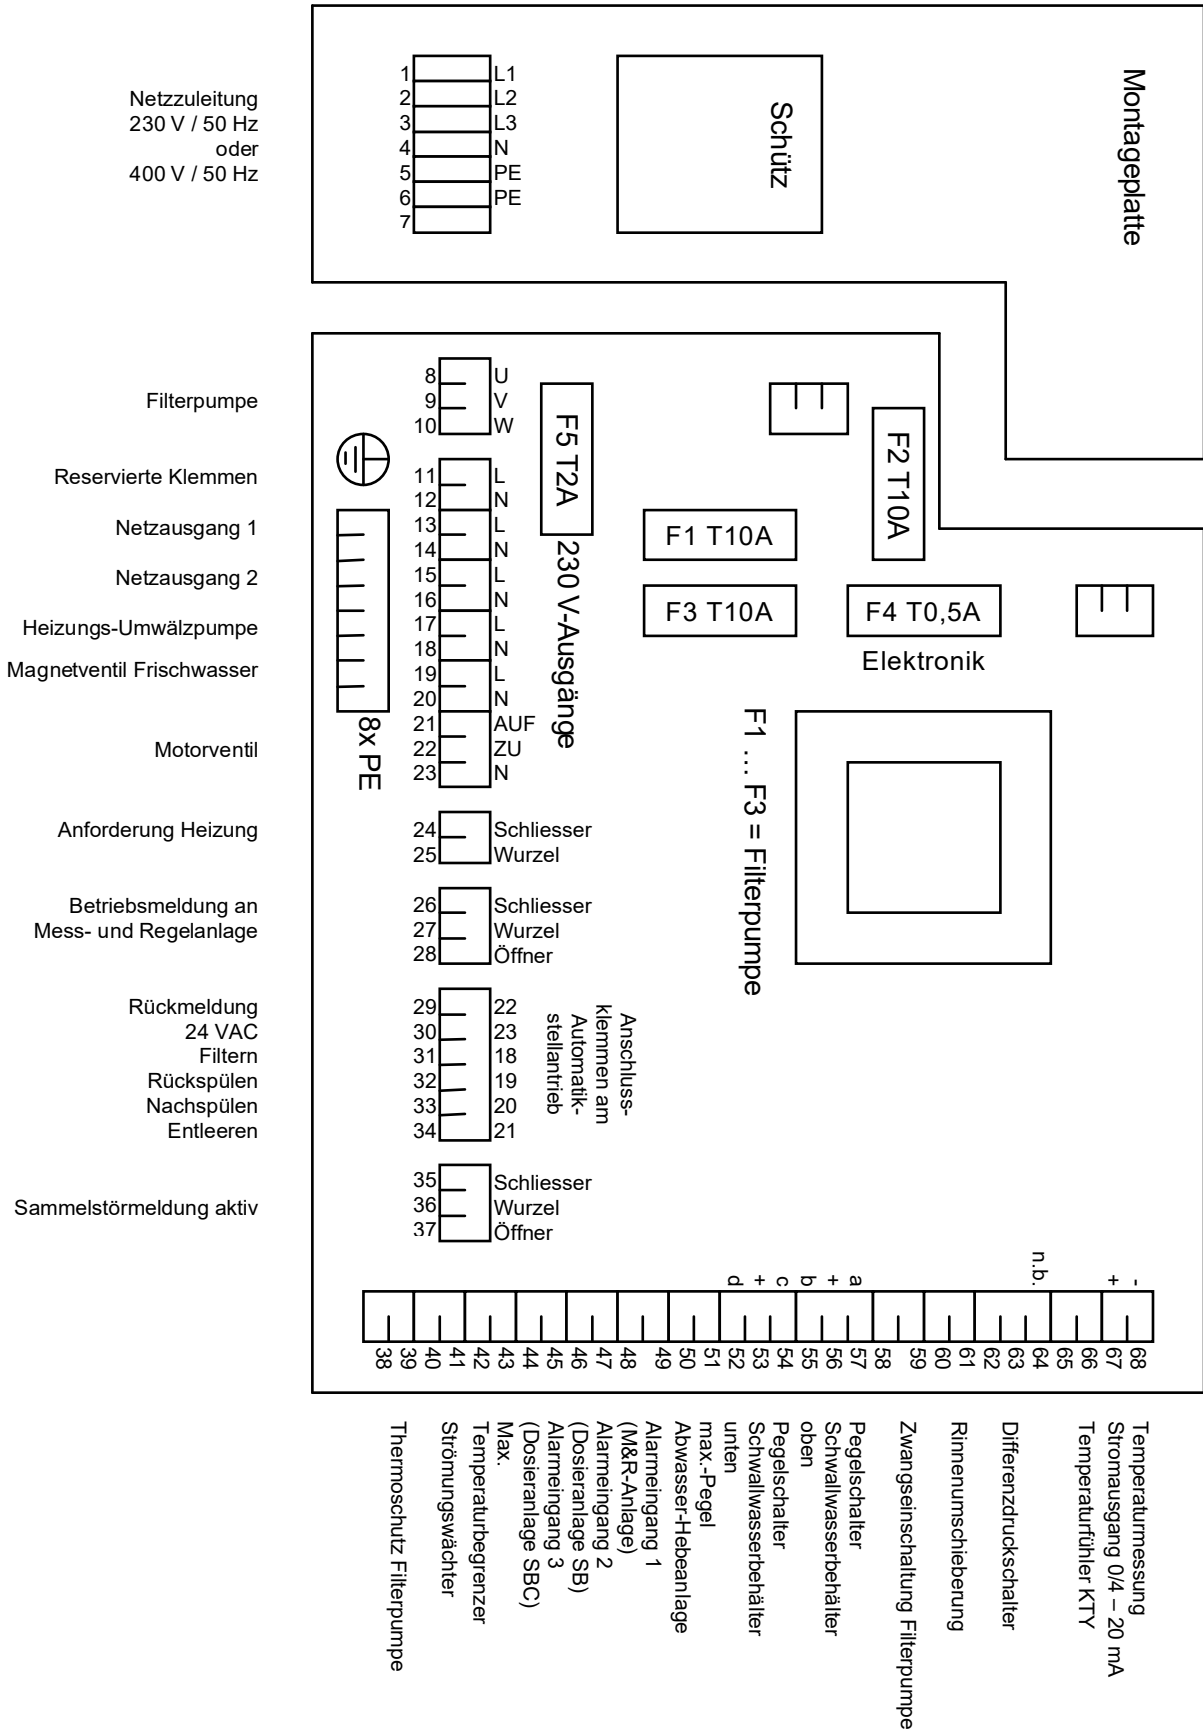 Netzzuleitung
230 V / 50 Hz
oder
400 V / 50 Hz
1 L1
2 L2
3 L3
4 N
5 PE
6 PE
7
Schütz
Montageplatte
Filterpumpe
8 U
9 V
10 W
Reservierte Klemmen
11 L
12 N
Netzausgang 1
13 L
14 N
Netzausgang 2
15 L
16 N
Heizungs-Umwälzpumpe
17 L
18 N
Magnetventil Frischwasser
19 L
20 N
Motorventil
21 AUF
22 ZU
23 N
8x PE
F5 T2A
230 V-Ausgänge
F1 T10A
F3 T10A
F2 T10A
F4 T0,5A
Elektronik
F1 ... F3 = Filterpumpe
Anforderung Heizung
24 Schliesser
25 Wurzel
Betriebsmeldung an
Mess- und Regelanlage
26 Schliesser
27 Wurzel
28 Öffner
Rückmeldung
24 VAC
Filtern
Rückspülen
Nachspülen
Entleeren
29 22
30 23
31 18
32 19
33 20
34 21
Anschluss-
klemmen am
Automatik-
stellantrieb
Sammelstörmeldung aktiv
35 Schliesser
36 Wurzel
37 Öffner
d + c b + a n.b. + -
38 39 40 41 42 43 44 45 46 47 48 49 50 51 52 53 54 55 56 57 58 59 60 61 62 63 64 65 66 67 68
Thermoschutz Filterpumpe
Strömungswächter
Temperaturbegrenzer
Max.
(Dosieranlage SBC)
Alarmeingang 3
(Dosieranlage SB)
Alarmeingang 2
(M&R-Anlage)
Alarmeingang 1
Abwasser-Hebeanlage
max.-Pegel
unten
Schwallwasserbehälter
Pegelschalter
oben
Schwallwasserbehälter
Pegelschalter
Zwangseinschaltung Filterpumpe
Rinnenumschieberung
Differenzdruckschalter
Temperaturfühler KTY
Stromausgang 0/4 – 20 mA
Temperaturmessung